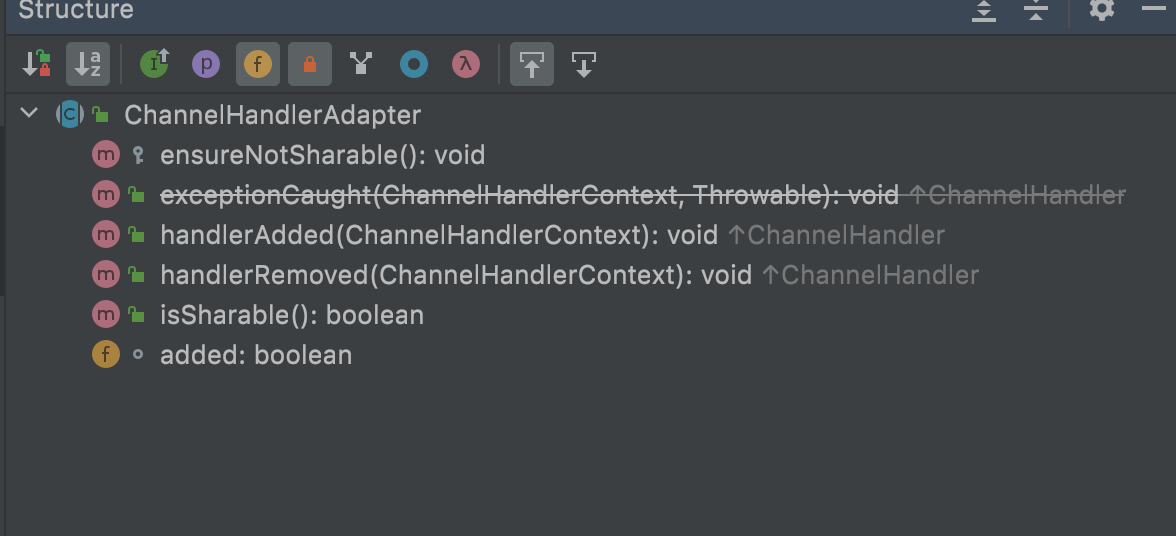 Structure
ChannelHandlerAdapter
ensureNotSharable(): void
exceptionCaught(ChannelHandlerContext, Throwable): void ↑ChannelHandler
handlerAdded(ChannelHandlerContext): void ↑ChannelHandler
handlerRemoved(ChannelHandlerContext): void ↑ChannelHandler
isSharable(): boolean
added: boolean